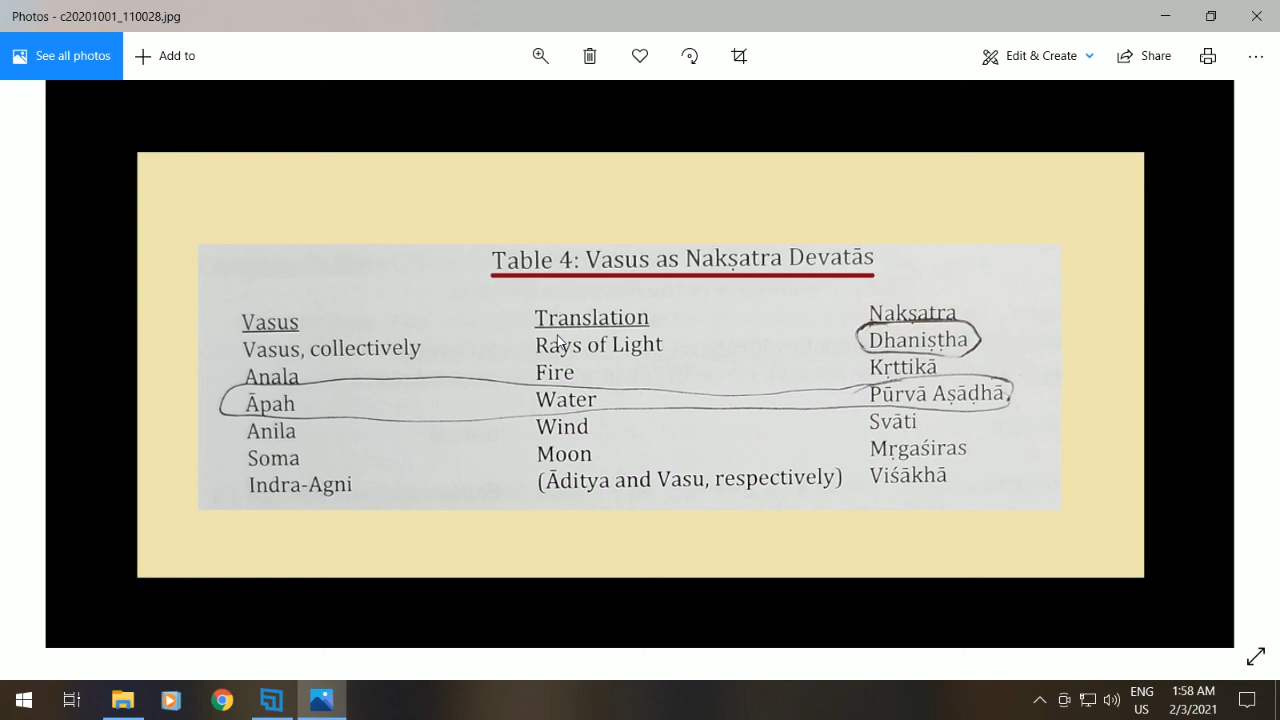 Photos - c20201001_110028.jpg
See all photos
Add to
Edit & Create
Share
Table 4: Vasus as Nakṣatra Devatās
Vasus Translation Nakṣatra
Vasus, collectively Rays of Light Dhaniṣṭha
Anala Fire Kṛttikā
Āpah Water Pūrvā Aṣāḍhā,
Anila Wind Svāti
Soma Moon Mṛgaśiras
Indra-Agni (Āditya and Vasu, respectively) Viśākhā
ENG
US
1:58 AM
2/3/2021